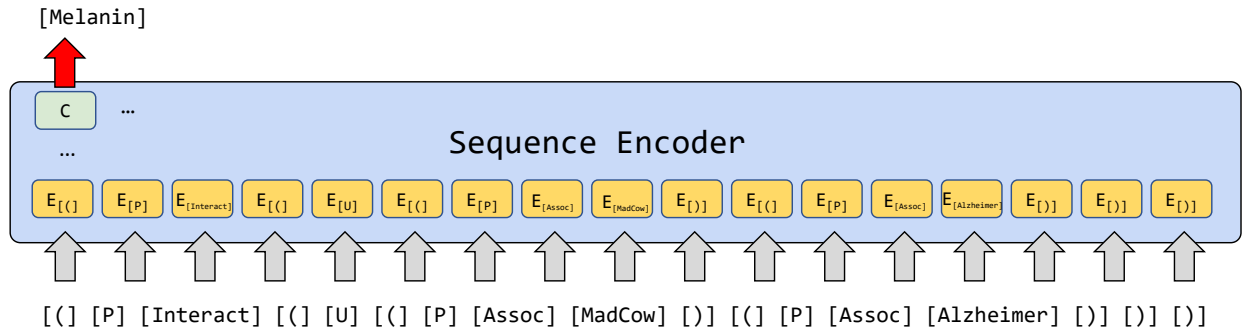 [Melanin]
C ...
Sequence Encoder
...
E[(] E[P] E[Interact] E[(] E[U] E[(] E[P] E[Assoc] E[MadCow] E[)] E[(] E[P] E[Assoc] E[Alzheimer] E[)] E[)] E[)]
[(] [P] [Interact] [(] [U] [(] [P] [Assoc] [MadCow] [)] [(] [P] [Assoc] [Alzheimer] [)] [)] [)]